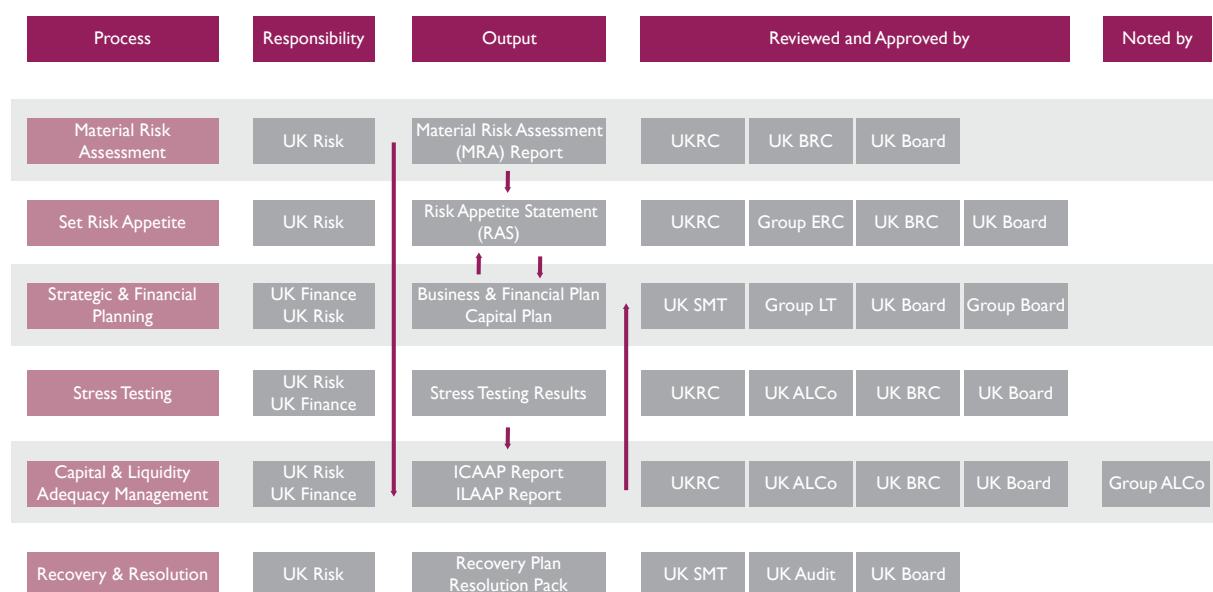 Process
Responsibility
Output
Reviewed and Approved by
Noted by
Material Risk
Assessment
UK Risk
Material Risk Assessment
(MRA) Report
UKRC
UK BRC
UK Board
Set Risk Appetite
UK Risk
Risk Appetite Statement
(RAS)
UKRC
Group ERC
UK BRC
UK Board
Strategic & Financial
Planning
UK Finance
UK Risk
Business & Financial Plan
Capital Plan
UK SMT
Group LT
UK Board
Group Board
Stress Testing
UK Risk
UK Finance
Stress Testing Results
UKRC
UK ALCo
UK BRC
UK Board
Capital & Liquidity
Adequacy Management
UK Risk
UK Finance
ICAAP Report
ILAAP Report
UKRC
UK ALCo
UK BRC
UK Board
Group ALCo
Recovery & Resolution
UK Risk
Recovery Plan
Resolution Pack
UK SMT
UK Audit
UK Board